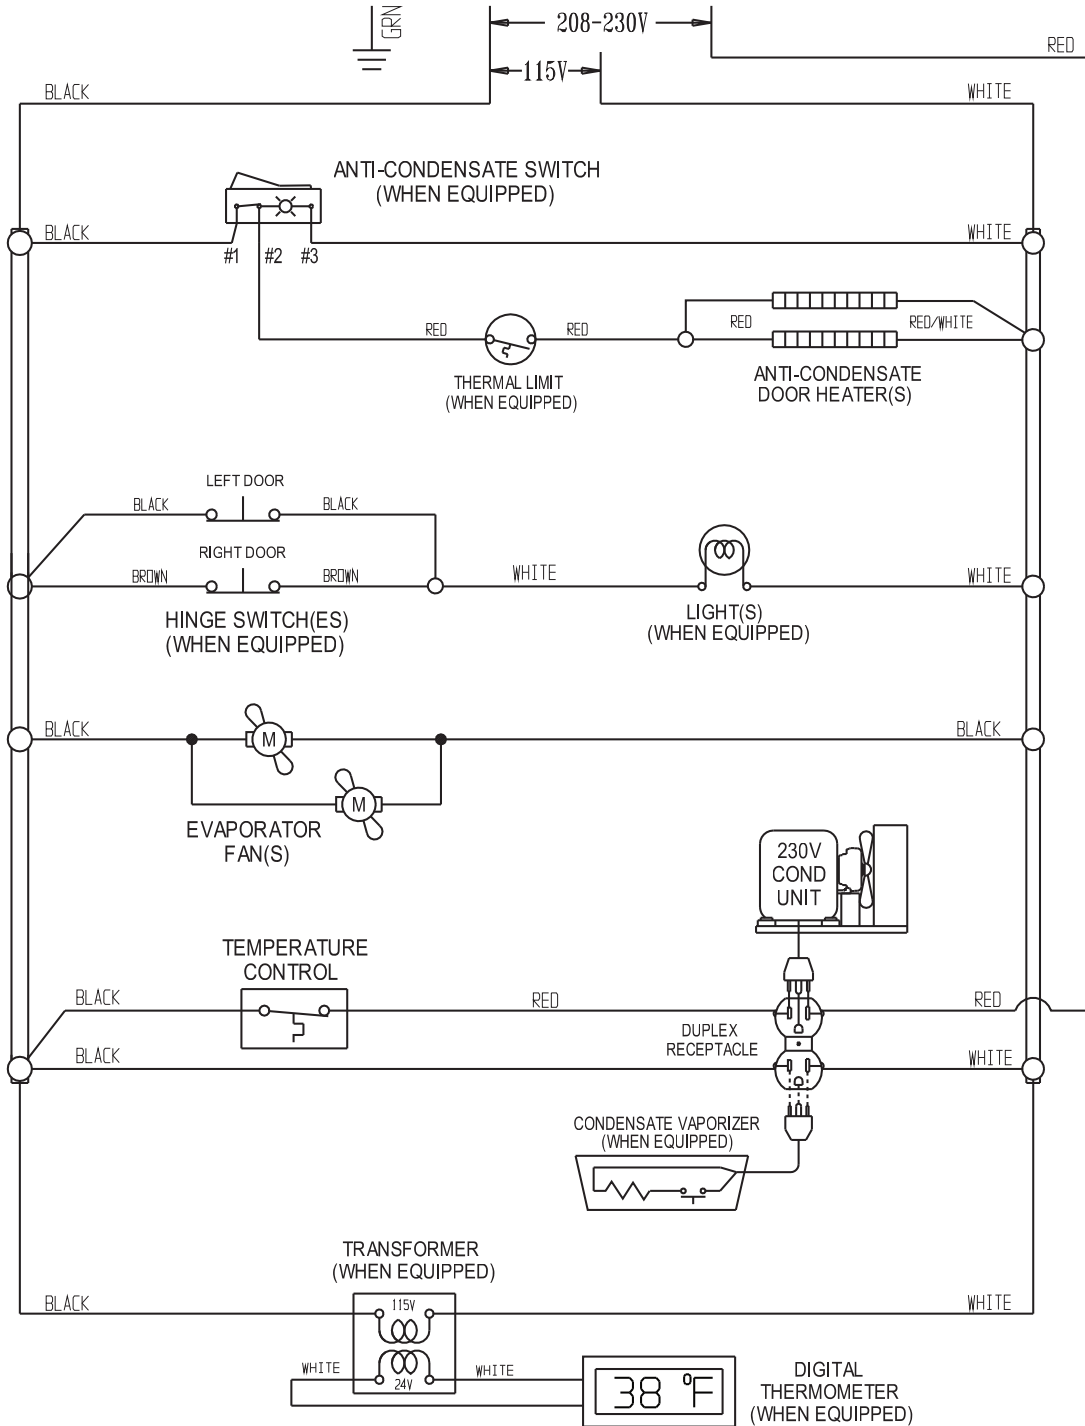 GRN
208-230V
RED
115V
BLACK
WHITE
ANTI-CONDENSATE SWITCH
(WHEN EQUIPPED)
BLACK
WHITE
#1
#2
#3
RED
RED
RED
RED/WHITE
THERMAL LIMIT
(WHEN EQUIPPED)
ANTI-CONDENSATE
DOOR HEATER(S)
LEFT DOOR
BLACK
BLACK
RIGHT DOOR
BROWN
BROWN
WHITE
WHITE
HINGE SWITCH(ES)
(WHEN EQUIPPED)
LIGHT(S)
(WHEN EQUIPPED)
BLACK
M
BLACK
M
EVAPORATOR
FAN(S)
230V
COND
UNIT
TEMPERATURE
CONTROL
BLACK
RED
RED
DUPLEX
RECEPTACLE
BLACK
WHITE
CONDENSATE VAPORIZER
(WHEN EQUIPPED)
TRANSFORMER
(WHEN EQUIPPED)
BLACK
115V
WHITE
WHITE
24V
WHITE
38 °F
DIGITAL
THERMOMETER
(WHEN EQUIPPED)